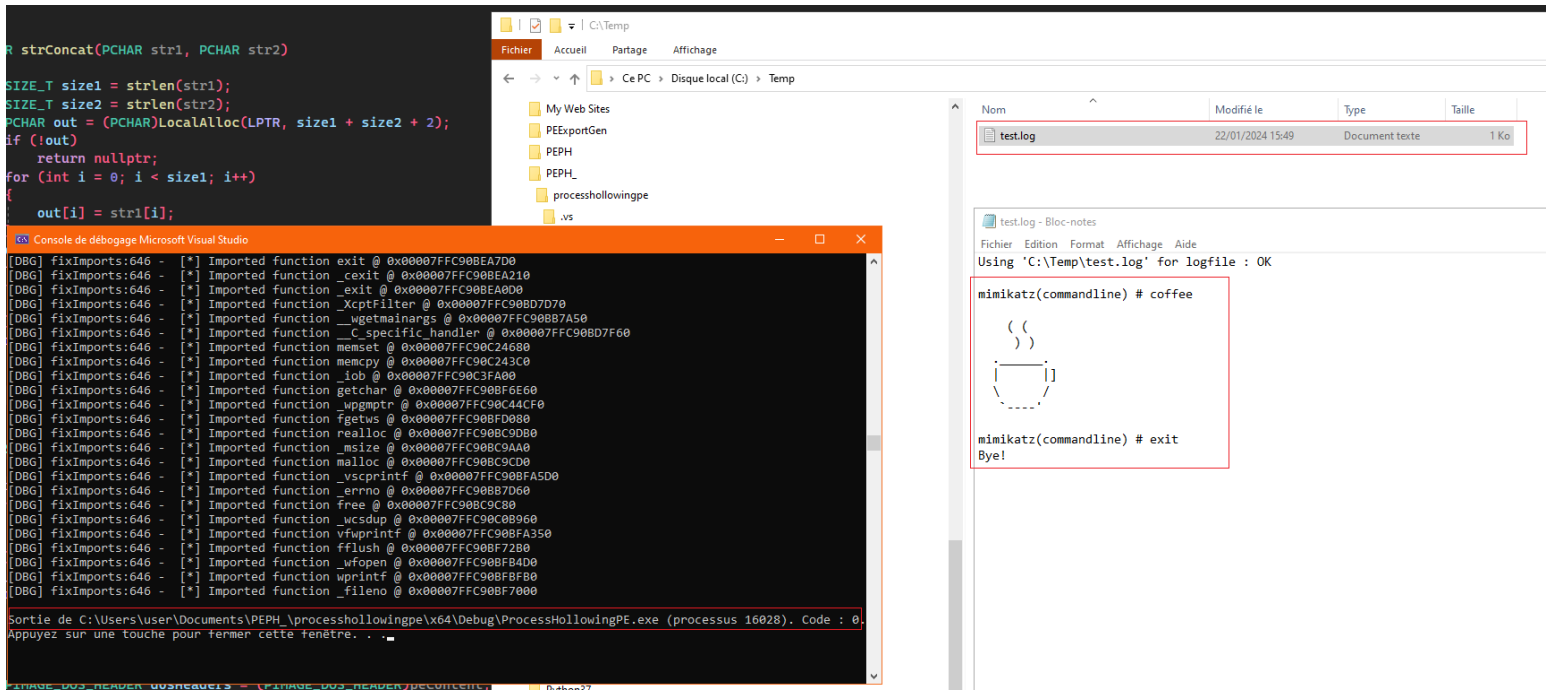 R strConcat(PCHAR str1, PCHAR str2)
SIZE_T size1 = strlen(str1);
SIZE_T size2 = strlen(str2);
PCHAR out = (PCHAR)LocalAlloc(LPTR, size1 + size2 + 2);
if (!out)
return nullptr;
for (int i = 0; i < size1; i++)
{
out[i] = str1[i];
C:\Temp
Fichier Accueil Partage Affichage
Ce PC > Disque local (C:) > Temp
My Web Sites
PEExportGen
PEPH
PEPH_
processhollowingpe
.vs
Nom Modifié le Type Taille
test.log 22/01/2024 15:49 Document texte 1 Ko
Console de débogage Microsoft Visual Studio
[DBG] fixImports:646 - [*] Imported function exit @ 0x00007FFC90BEA7D0
[DBG] fixImports:646 - [*] Imported function _cexit @ 0x00007FFC90BEA210
[DBG] fixImports:646 - [*] Imported function _exit @ 0x00007FFC90BEA0D0
[DBG] fixImports:646 - [*] Imported function _XcptFilter @ 0x00007FFC90BD7D70
[DBG] fixImports:646 - [*] Imported function __wgetmainargs @ 0x00007FFC90BB7A50
[DBG] fixImports:646 - [*] Imported function __C_specific_handler @ 0x00007FFC90BD7F60
[DBG] fixImports:646 - [*] Imported function memset @ 0x00007FFC90C24680
[DBG] fixImports:646 - [*] Imported function memcpy @ 0x00007FFC90C243C0
[DBG] fixImports:646 - [*] Imported function _iob @ 0x00007FFC90C3FA00
[DBG] fixImports:646 - [*] Imported function getchar @ 0x00007FFC90BF6E60
[DBG] fixImports:646 - [*] Imported function _wpgmptr @ 0x00007FFC90C44CF0
[DBG] fixImports:646 - [*] Imported function fgetws @ 0x00007FFC90BFD080
[DBG] fixImports:646 - [*] Imported function realloc @ 0x00007FFC90BC9DB0
[DBG] fixImports:646 - [*] Imported function _msize @ 0x00007FFC90BC9AA0
[DBG] fixImports:646 - [*] Imported function malloc @ 0x00007FFC90BC9CD0
[DBG] fixImports:646 - [*] Imported function _vscprintf @ 0x00007FFC90BFA5D0
[DBG] fixImports:646 - [*] Imported function _errno @ 0x00007FFC90BB7D60
[DBG] fixImports:646 - [*] Imported function free @ 0x00007FFC90BC9C80
[DBG] fixImports:646 - [*] Imported function _wcsdup @ 0x00007FFC90C0B960
[DBG] fixImports:646 - [*] Imported function vfwprintf @ 0x00007FFC90BFA350
[DBG] fixImports:646 - [*] Imported function fflush @ 0x00007FFC90BF72B0
[DBG] fixImports:646 - [*] Imported function _wfopen @ 0x00007FFC90BFB4D0
[DBG] fixImports:646 - [*] Imported function wprintf @ 0x00007FFC90BFBFB0
[DBG] fixImports:646 - [*] Imported function _fileno @ 0x00007FFC90BF7000
Sortie de C:\Users\user\Documents\PEPH_\processhollowingpe\x64\Debug\ProcessHollowingPE.exe (processus 16028). Code : 0.
Appuyez sur une touche pour fermer cette fenêtre. . .
PIMAGE_DOS_HEADER dosHeaders = (PIMAGE_DOS_HEADER)peContent;
Python37
test.log - Bloc-notes
Fichier Edition Format Affichage Aide
Using 'C:\Temp\test.log' for logfile : OK
mimikatz(commandline) # coffee
( (
) )
.______.
| |]
\ /
`----'
mimikatz(commandline) # exit
Bye!